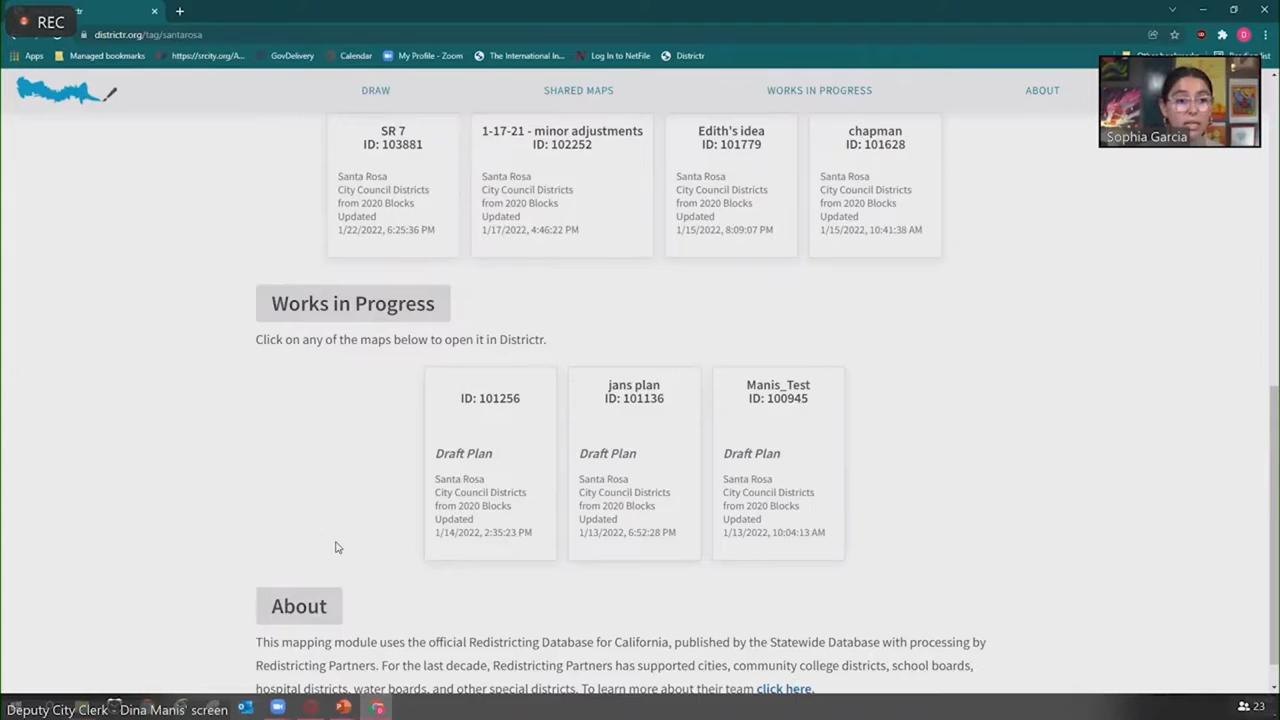 REC
districtr.org/tag/santarosa
Apps
Managed bookmarks
https://srcity.org/A...
GovDelivery
Calendar
My Profile - Zoom
The International In...
Log In to NetFile
Districtr
DRAW
SHARED MAPS
WORKS IN PROGRESS
ABOUT
Sophia Garcia
SR 7
ID: 103881
Santa Rosa
City Council Districts
from 2020 Blocks
Updated
1/22/2022, 6:25:36 PM
1-17-21 - minor adjustments
ID: 102252
Santa Rosa
City Council Districts
from 2020 Blocks
Updated
1/17/2022, 4:46:22 PM
Edith's idea
ID: 101779
Santa Rosa
City Council Districts
from 2020 Blocks
Updated
1/15/2022, 8:09:07 PM
chapman
ID: 101628
Santa Rosa
City Council Districts
from 2020 Blocks
Updated
1/15/2022, 10:41:38 AM
Works in Progress
Click on any of the maps below to open it in Districtr.
ID: 101256
Draft Plan
Santa Rosa
City Council Districts
from 2020 Blocks
Updated
1/14/2022, 2:35:23 PM
jans plan
ID: 101136
Draft Plan
Santa Rosa
City Council Districts
from 2020 Blocks
Updated
1/13/2022, 6:52:28 PM
Manis_Test
ID: 100945
Draft Plan
Santa Rosa
City Council Districts
from 2020 Blocks
Updated
1/13/2022, 10:04:13 AM
About
This mapping module uses the official Redistricting Database for California, published by the Statewide Database with processing by
Redistricting Partners. For the last decade, Redistricting Partners has supported cities, community college districts, school boards,
hospital districts, water boards, and other special districts. To learn more about their team click here.
Deputy City Clerk - Dina Manis' screen
23